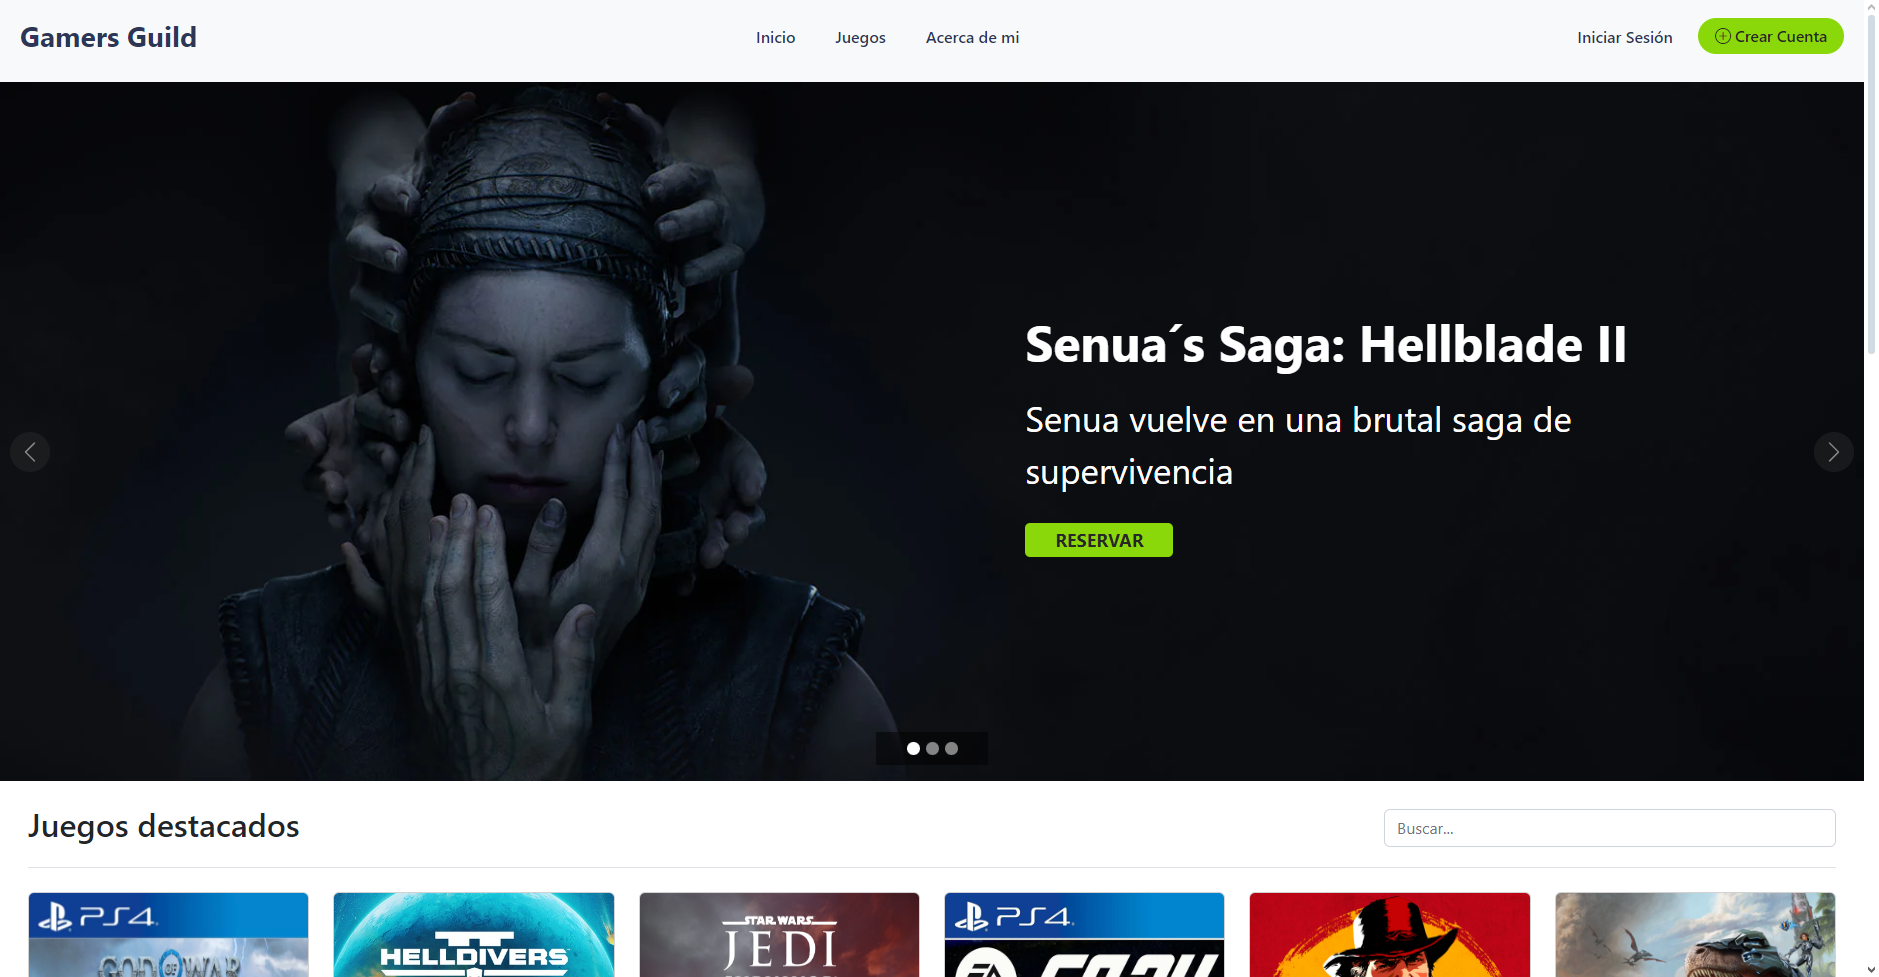 Gamers Guild
Inicio Juegos Acerca de mi
Iniciar Sesión
Crear Cuenta
Senua´s Saga: Hellblade II
Senua vuelve en una brutal saga de
supervivencia
RESERVAR
Juegos destacados
Buscar...
PS4
GOD OF WAR
HELLDIVERS
II
STAR WARS
JEDI
PS4
EA